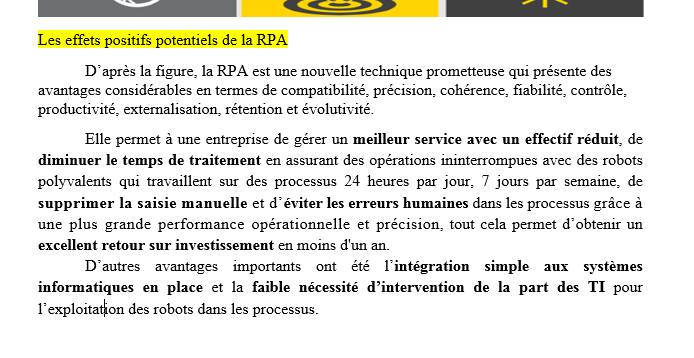 Les effets positifs potentiels de la RPA
D’après la figure, la RPA est une nouvelle technique prometteuse qui présente des
avantages considérables en termes de compatibilité, précision, cohérence, fiabilité, contrôle,
productivité, externalisation, rétention et évolutivité.
Elle permet à une entreprise de gérer un meilleur service avec un effectif réduit, de
diminuer le temps de traitement en assurant des opérations ininterrompues avec des robots
polyvalents qui travaillent sur des processus 24 heures par jour, 7 jours par semaine, de
supprimer la saisie manuelle et d’éviter les erreurs humaines dans les processus grâce à
une plus grande performance opérationnelle et précision, tout cela permet d’obtenir un
excellent retour sur investissement en moins d'un an.
D’autres avantages importants ont été l’intégration simple aux systèmes
informatiques en place et la faible nécessité d’intervention de la part des TI pour
l’exploitation des robots dans les processus.